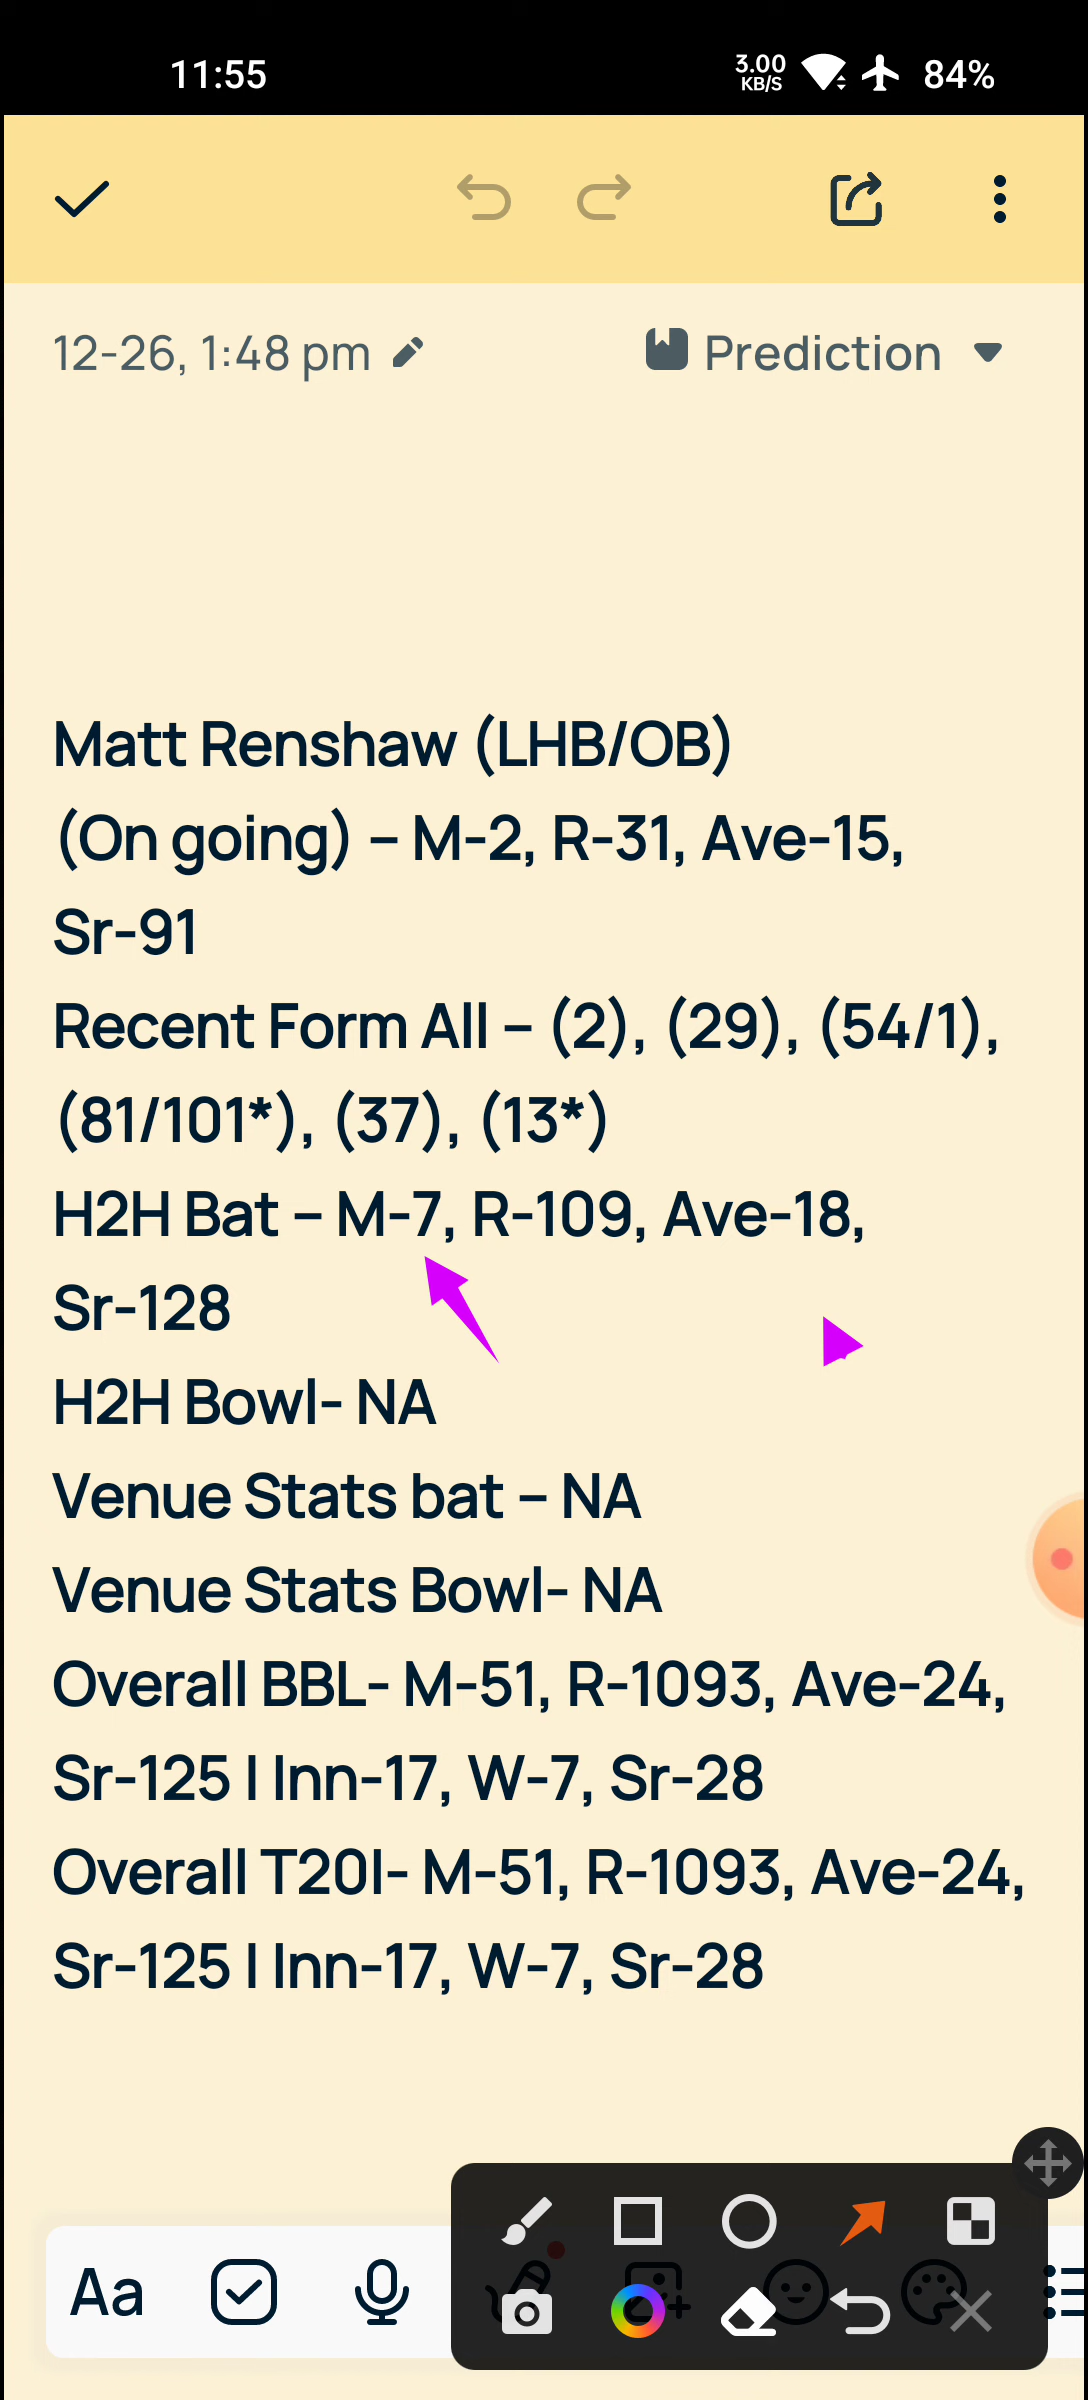 11:55
3.00
KB/S
84%
12-26, 1:48 pm
Prediction
Matt Renshaw (LHB/OB)
(On going) – M-2, R-31, Ave-15,
Sr-91
Recent Form All – (2), (29), (54/1),
(81/101*), (37), (13*)
H2H Bat – M-7, R-109, Ave-18,
Sr-128
H2H Bowl- NA
Venue Stats bat – NA
Venue Stats Bowl- NA
Overall BBL- M-51, R-1093, Ave-24,
Sr-125 | Inn-17, W-7, Sr-28
Overall T20I- M-51, R-1093, Ave-24,
Sr-125 | Inn-17, W-7, Sr-28
Aa